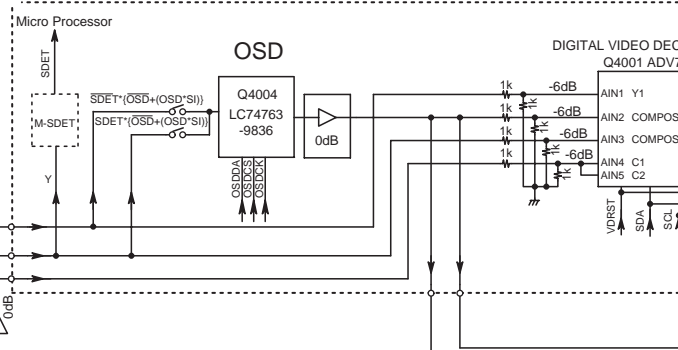 Micro Processor
SDET
M-SDET
Y
SDET*{OSD+(OSD*SI)}
SDET*{OSD+(OSD*SI)}
OSD
Q4004
LC74763
-9836
0dB
OSDDA
OSDCS
OSDCK
DIGITAL VIDEO DEC
Q4001 ADV7
1k
-6dB
AIN1 Y1
1k
1k
-6dB
AIN2 COMPOS
1k
1k
-6dB
AIN3 COMPOS
1k
1k
-6dB
AIN4 C1
1k
AIN5 C2
VDRST
SDA
SCL
0dB